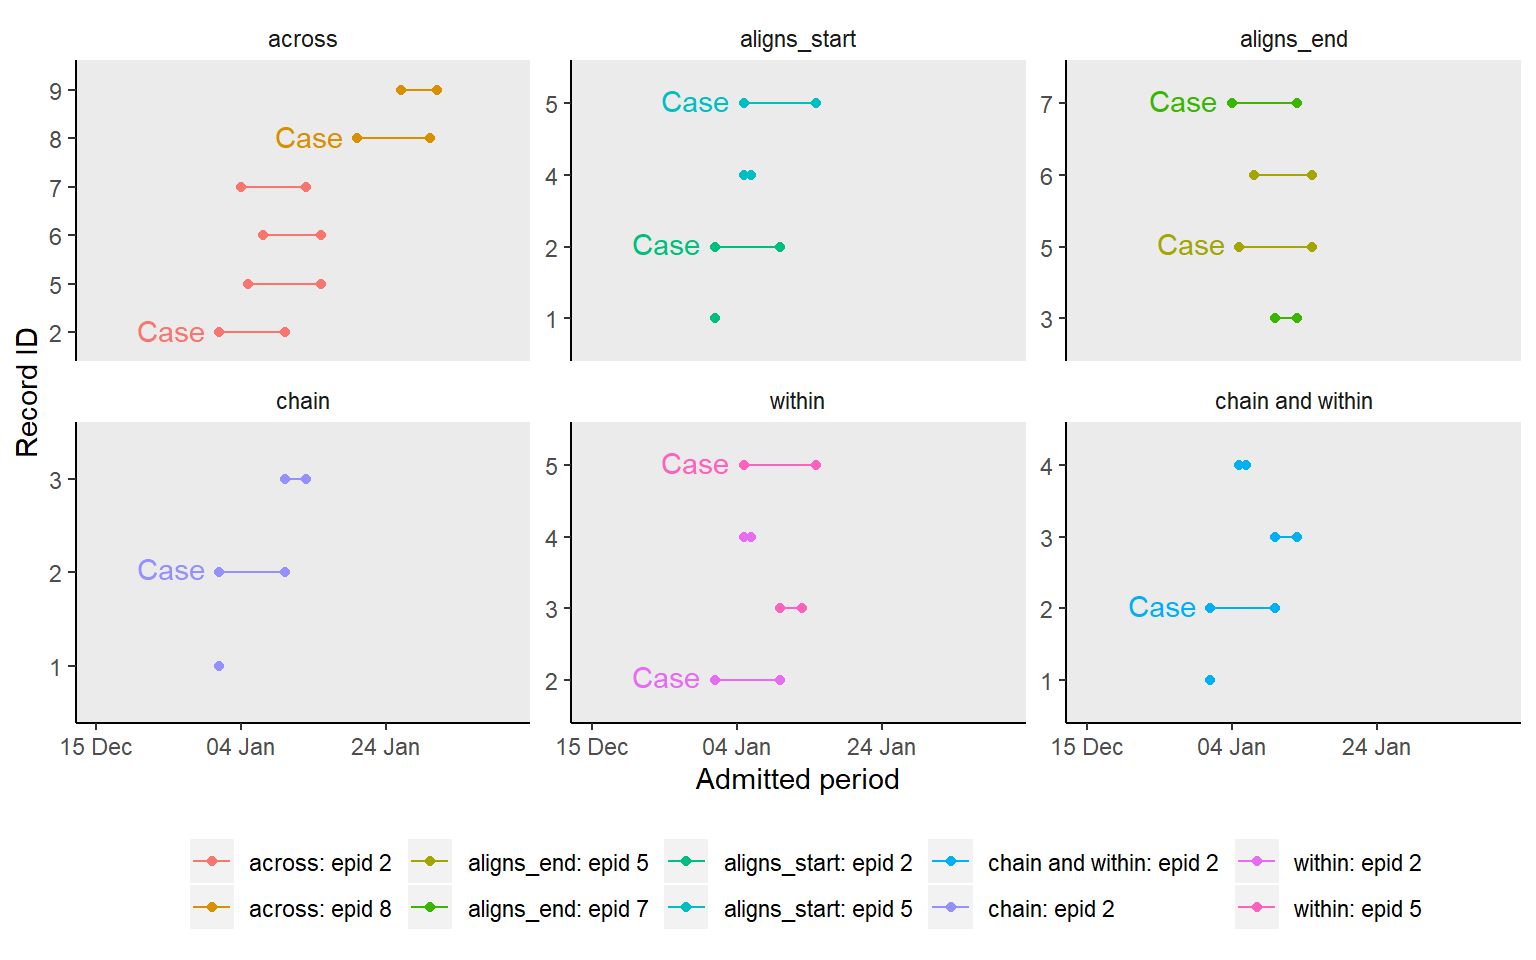 across
aligns_start
aligns_end
9
8
7
6
5
2
Case
Case
5
4
2
1
Case
Case
7
6
5
3
Case
Case
Record ID
chain
within
chain and within
3
2
1
Case
5
4
3
2
Case
Case
4
3
2
1
Case
15 Dec 04 Jan 24 Jan
15 Dec 04 Jan 24 Jan
15 Dec 04 Jan 24 Jan
Admitted period
across: epid 2
aligns_end: epid 5
aligns_start: epid 2
chain and within: epid 2
within: epid 2
across: epid 8
aligns_end: epid 7
aligns_start: epid 5
chain: epid 2
within: epid 5